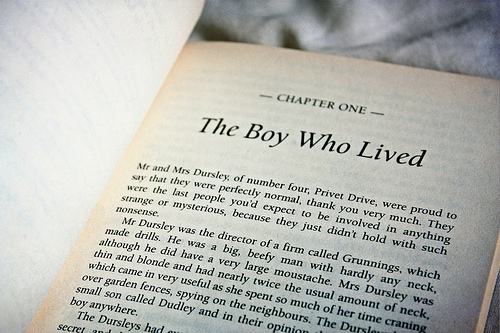 — CHAPTER ONE —
The Boy Who Lived
Mr and Mrs Dursley, of number four, Privet Drive, were proud to
say that they were perfectly normal, thank you very much. They
were the last people you'd expect to be involved in anything
strange or mysterious, because they just didn't hold with such
nonsense.
Mr Dursley was the director of a firm called Grunnings, which
made drills. He was a big, beefy man with hardly any neck,
although he did have a very large moustache. Mrs Dursley was
thin and blonde and had nearly twice the usual amount of neck,
which came in very useful as she spent so much of her time craning
over garden fences, spying on the neighbours. The Dursleys had a
small son called Dudley and in their opinion
boy anywhere.
The Dursleys had
secret, and